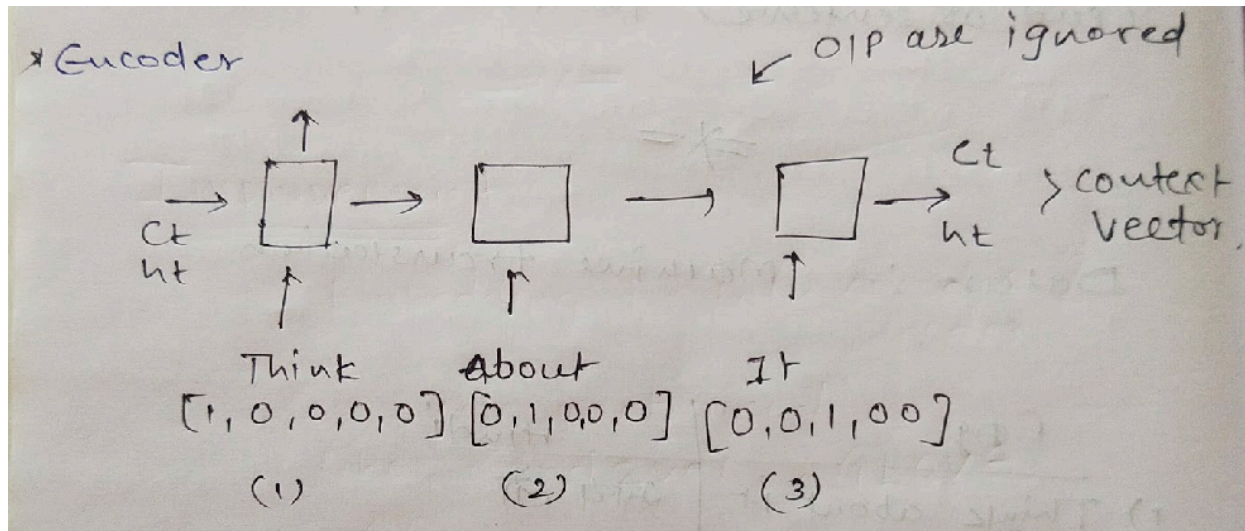 * Encoder
O/P are ignored
Ct
ht
Ct
ht
> context
vector.
Think About It
[1, 0, 0, 0, 0] [0, 1, 0, 0, 0] [0, 0, 1, 0 0]
(1) (2) (3)